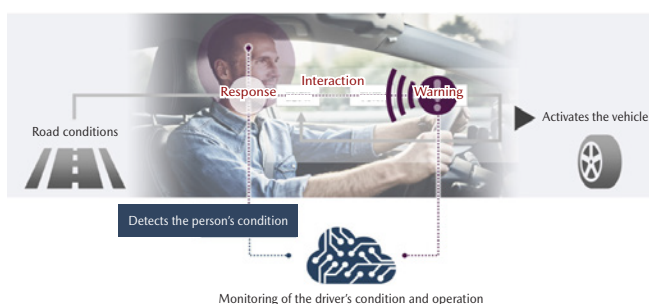 Interaction
Response
Warning
Road conditions
Activates the vehicle
Detects the person's condition
Monitoring of the driver's condition and operation